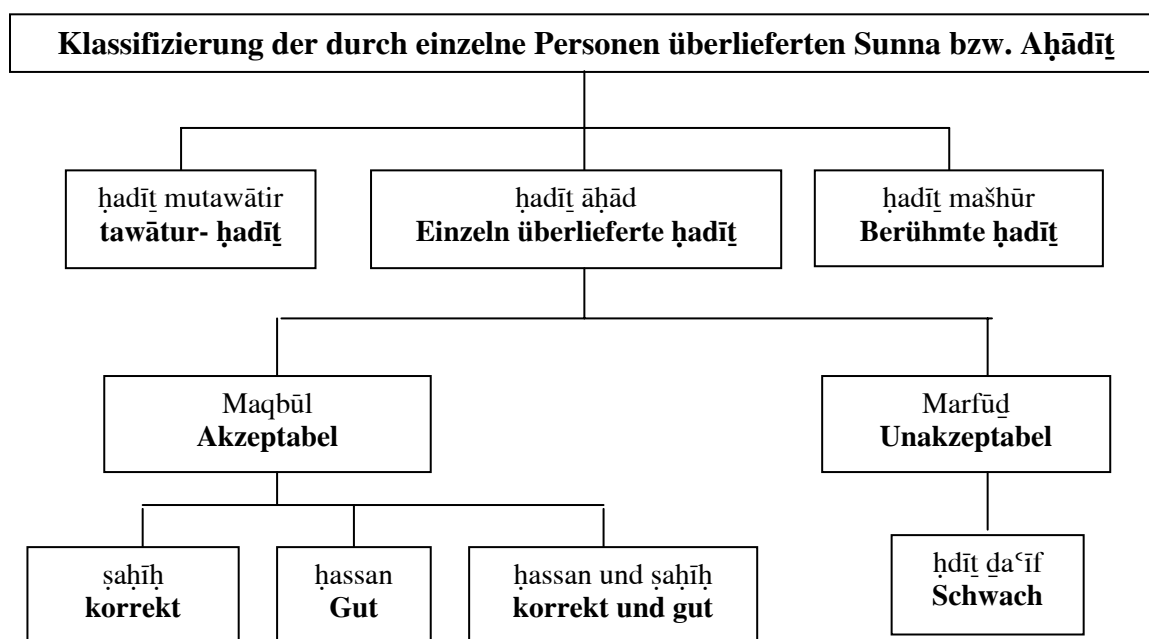 Klassifizierung der durch einzelne Personen überlieferten Sunna bzw. Aḥādīṯ
ḥadīṯ mutawātir
tawātur- ḥadīṯ
ḥadīṯ āḥād
Einzeln überlieferte ḥadīṯ
ḥadīṯ mašhūr
Berühmte ḥadīṯ
Maqbūl
Akzeptabel
Marfūḏ
Unakzeptabel
ṣaḥīḥ
korrekt
ḥassan
Gut
ḥassan und ṣaḥīḥ
korrekt und gut
ḥdīṯ ḏaʿīf
Schwach